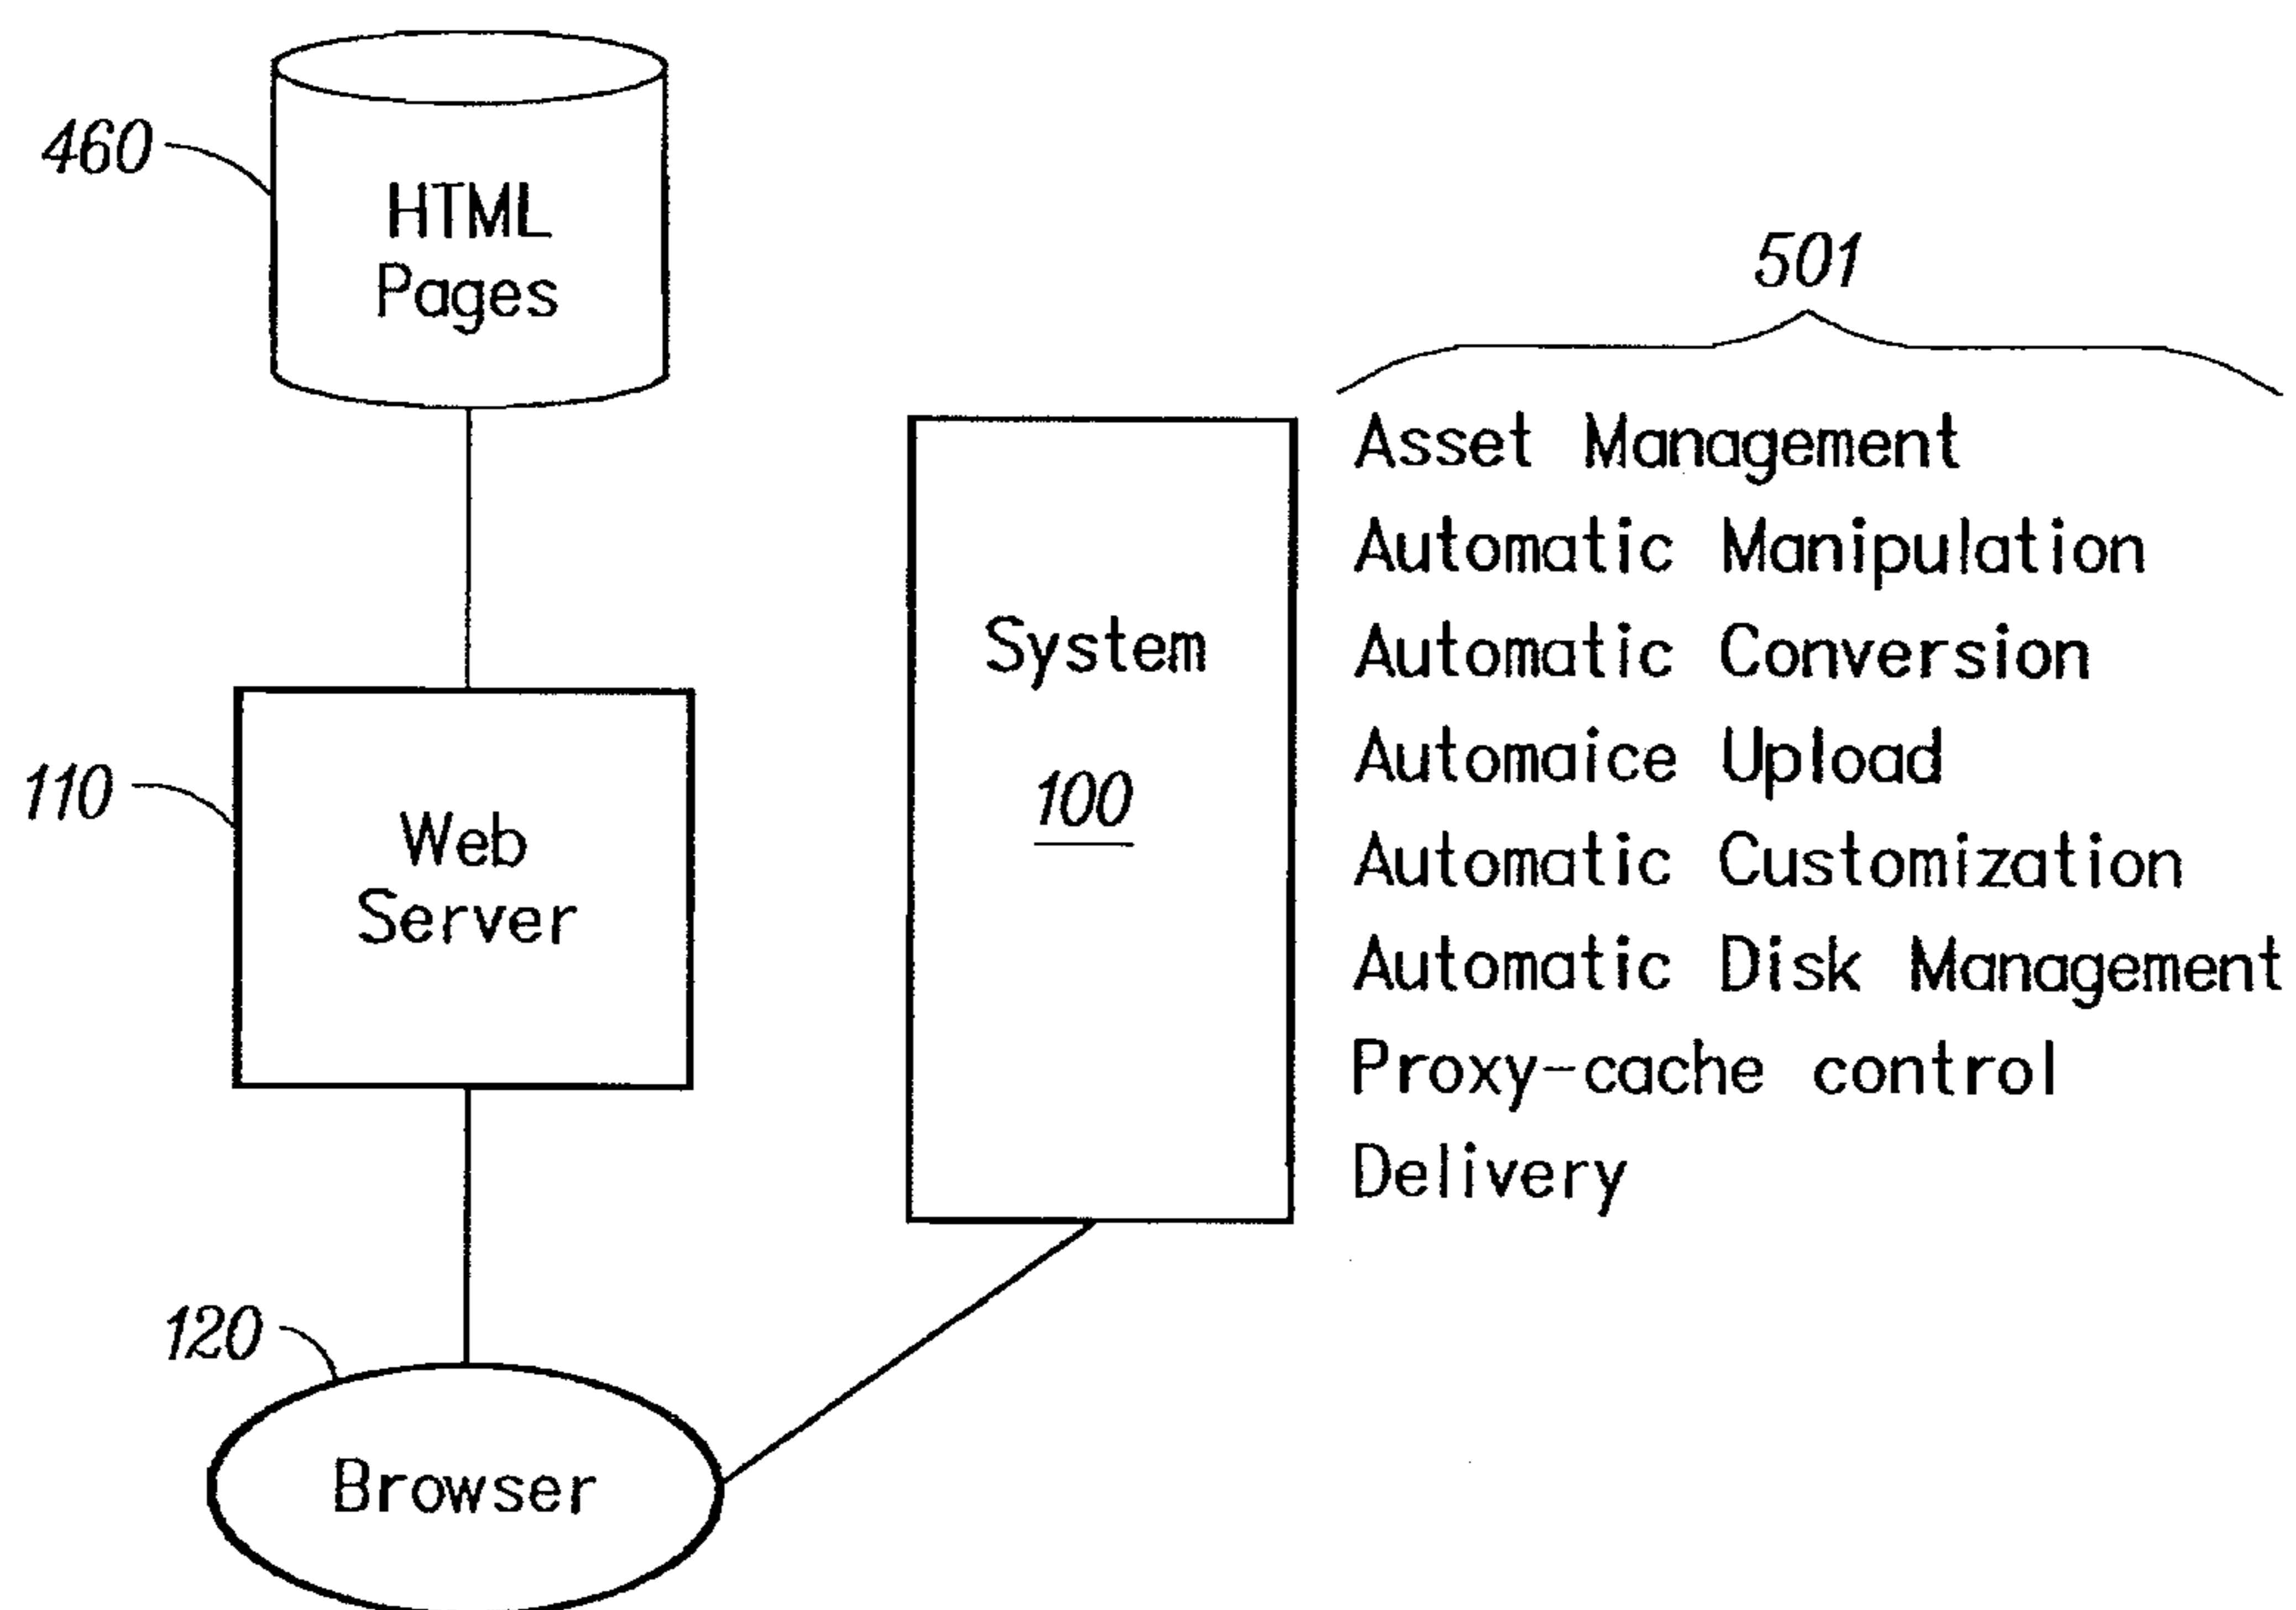 460
HTML
Pages
501
Asset Management
Automatic Manipulation
System
Automatic Conversion
110
100
Automaice Upload
Web
Server
Automatic Customization
Automatic Disk Management
Proxy-cache control
Delivery
120
Browser